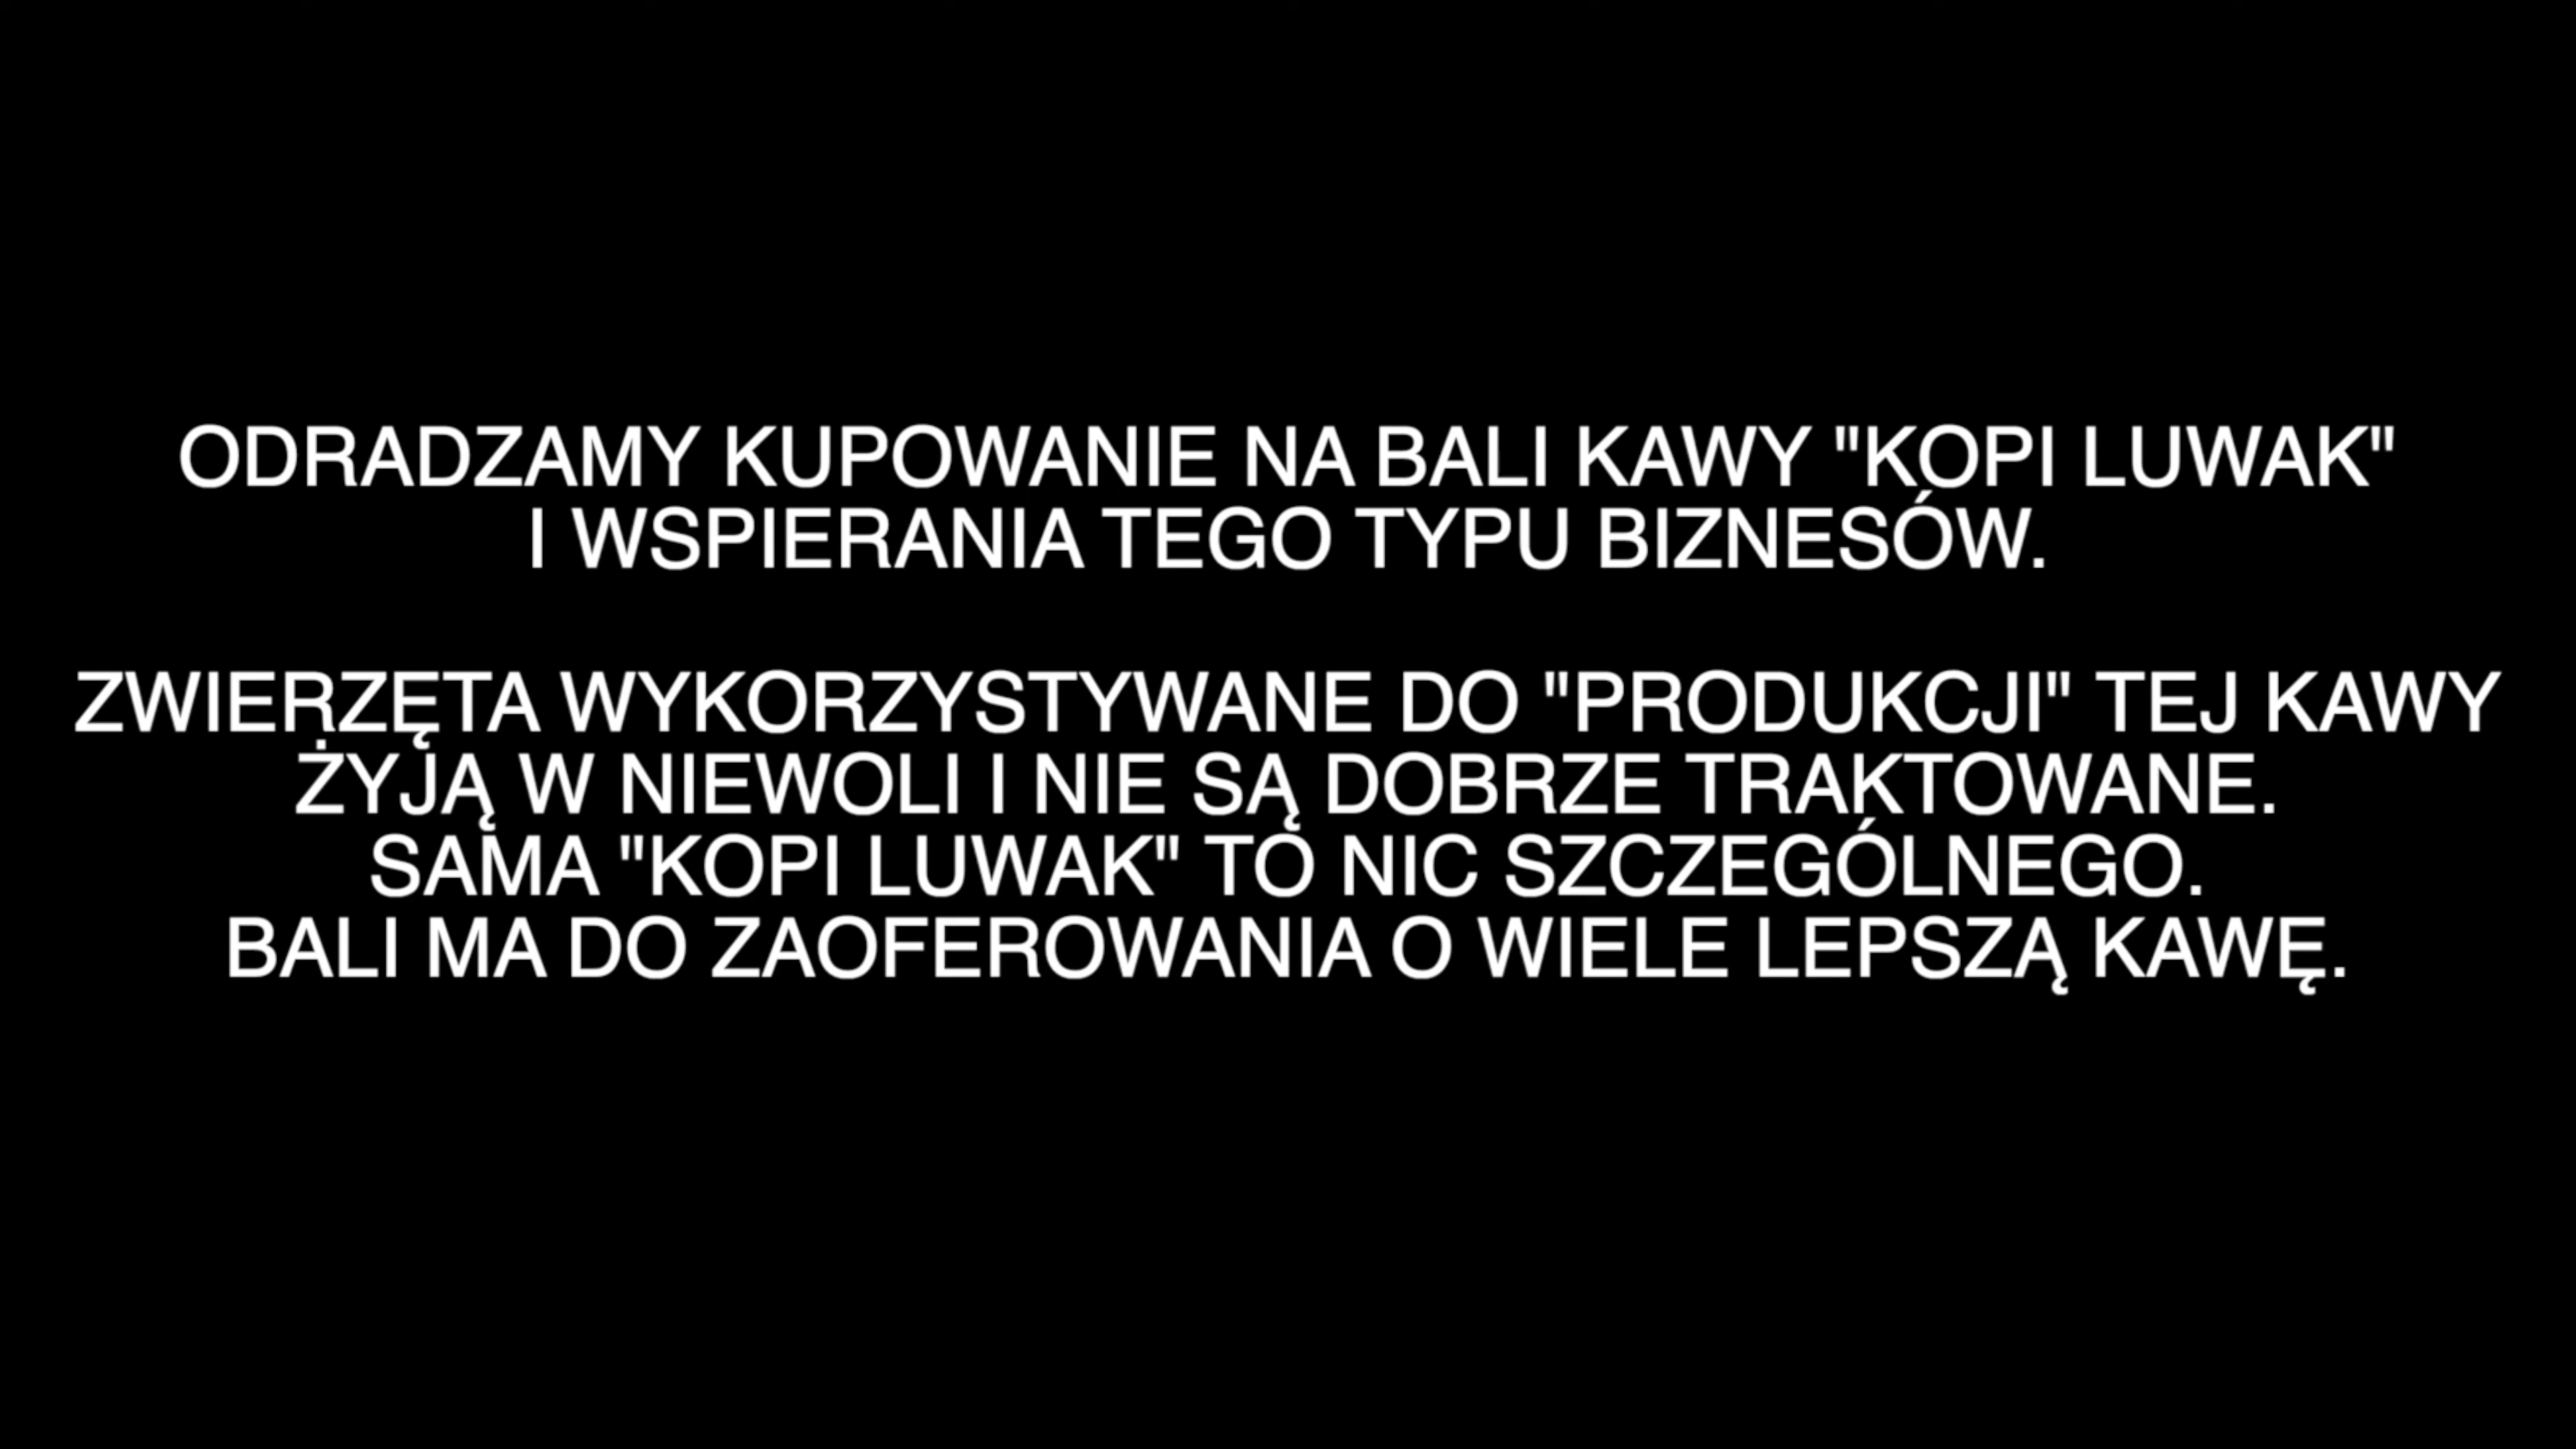 ODRADZAMY KUPOWANIE NA BALI KAWY "KOPI LUWAK"
I WSPIERANIA TEGO TYPU BIZNESÓW.
ZWIERZĘTA WYKORZYSTYWANE DO "PRODUKCJI" TEJ KAWY
ŻYJĄ W NIEWOLI I NIE SĄ DOBRZE TRAKTOWANE.
SAMA "KOPI LUWAK" TO NIC SZCZEGÓLNEGO.
BALI MA DO ZAOFEROWANIA O WIELE LEPSZĄ KAWĘ.